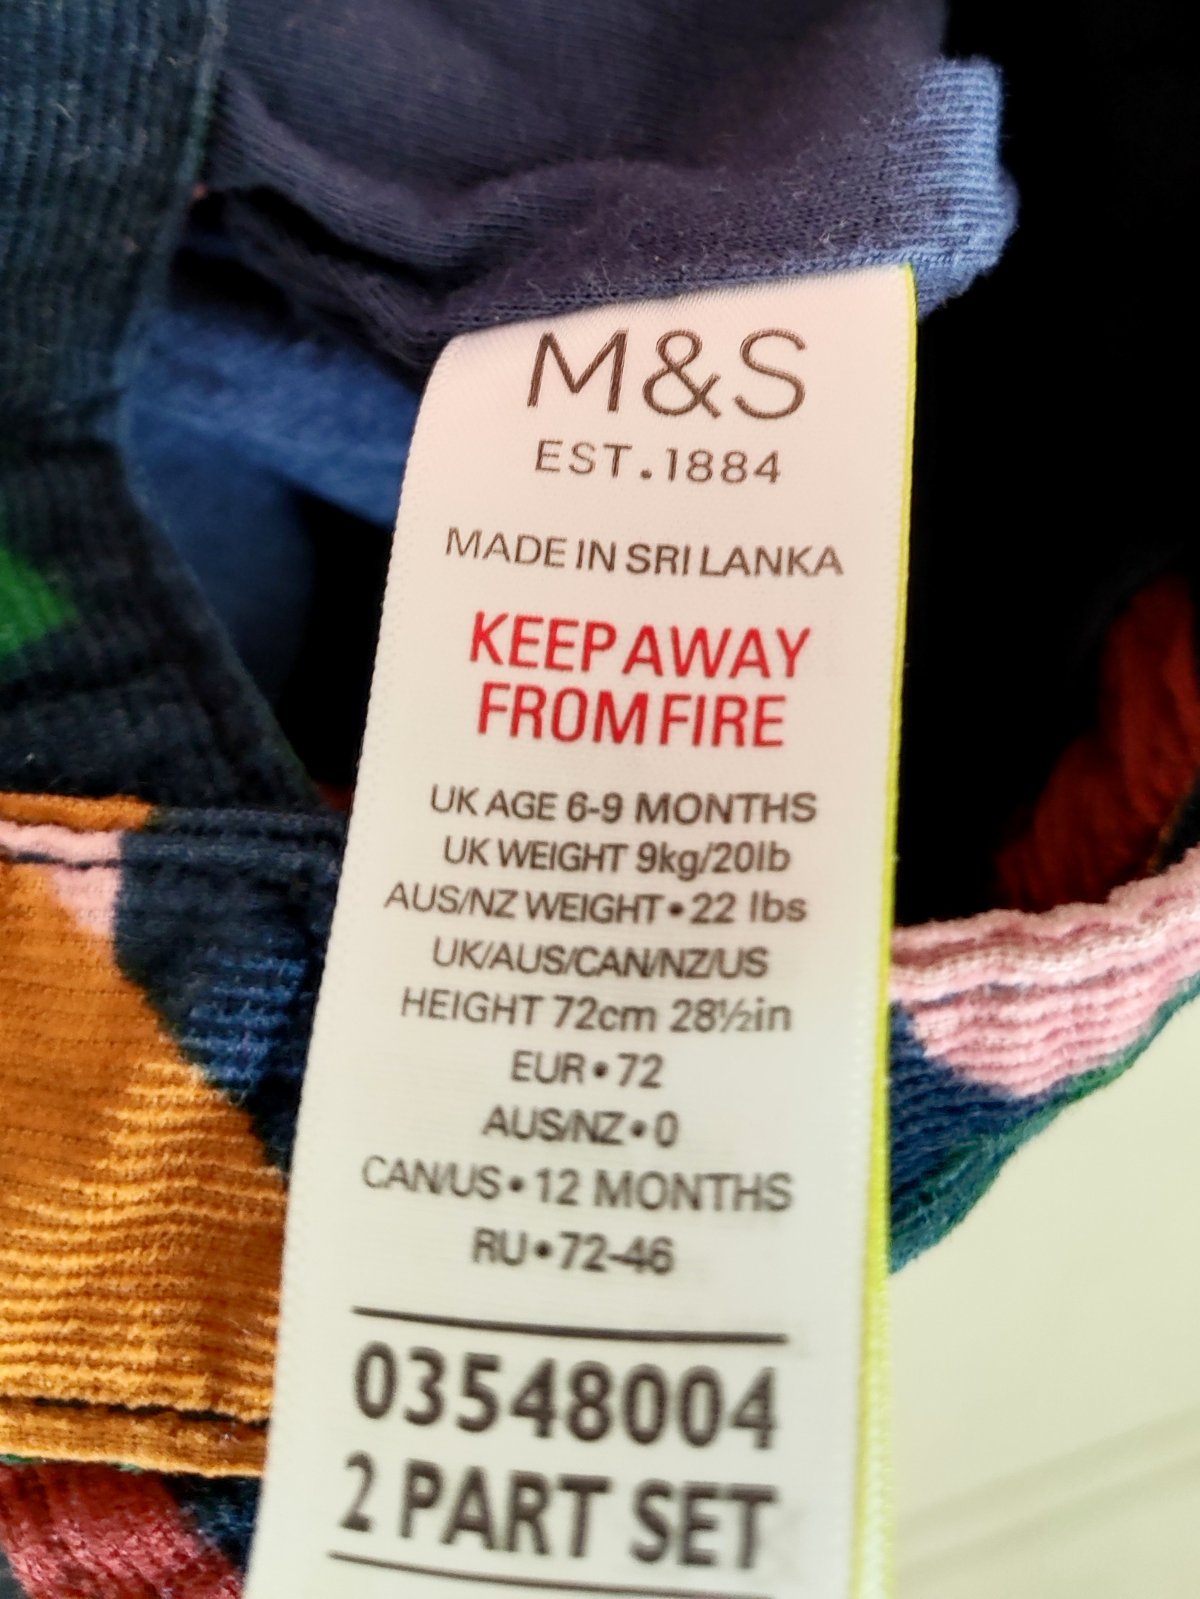 M&S
EST.1884
MADE IN SRI LANKA
KEEP AWAY
FROM FIRE
UK AGE 6-9 MONTHS
UK WEIGHT 9kg/20lb
AUS/NZ WEIGHT•22 lbs
UK/AUS/CAN/NZ/US
HEIGHT 72cm 28½in
EUR•72
AUS/NZ•0
CAN/US•12 MONTHS
RU•72-46
03548004
2 PART SET